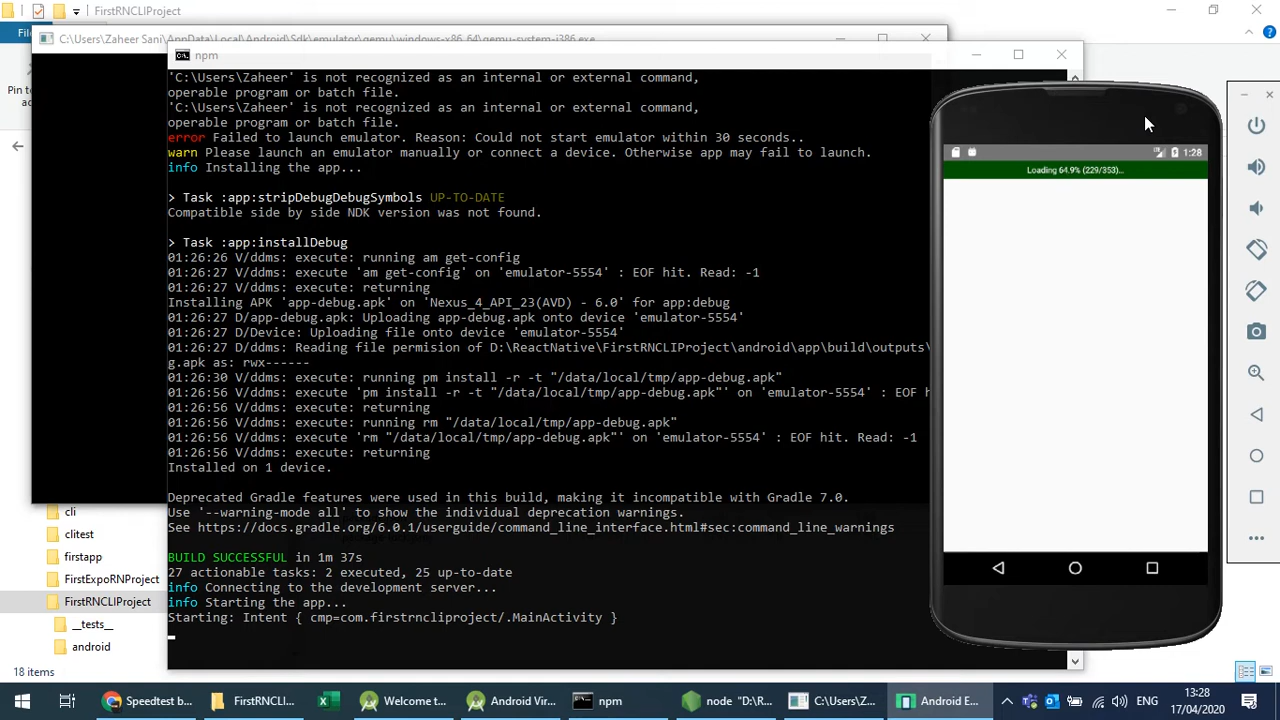 FirstRNCLIProject
C:\Users\Zaheer Sani\AppData\Local\Android\Sdk\emulator\qemu\windows-x86_64\qemu-system-i386.exe
npm
'C:\Users\Zaheer' is not recognized as an internal or external command,
operable program or batch file.
'C:\Users\Zaheer' is not recognized as an internal or external command,
operable program or batch file.
error Failed to launch emulator. Reason: Could not start emulator within 30 seconds..
warn Please launch an emulator manually or connect a device. Otherwise app may fail to launch.
info Installing the app...
> Task :app:stripDebugDebugSymbols UP-TO-DATE
Compatible side by side NDK version was not found.
> Task :app:installDebug
01:26:26 V/ddms: execute: running am get-config
01:26:27 V/ddms: execute 'am get-config' on 'emulator-5554' : EOF hit. Read: -1
01:26:27 V/ddms: execute: returning
Installing APK 'app-debug.apk' on 'Nexus_4_API_23(AVD) - 6.0' for app:debug
01:26:27 D/app-debug.apk: Uploading app-debug.apk onto device 'emulator-5554'
01:26:27 D/Device: Uploading file onto device 'emulator-5554'
01:26:27 D/ddms: Reading file permision of D:\ReactNative\FirstRNCLIProject\android\app\build\outputs\
g.apk as: rwx------
01:26:30 V/ddms: execute: running pm install -r -t "/data/local/tmp/app-debug.apk"
01:26:56 V/ddms: execute 'pm install -r -t "/data/local/tmp/app-debug.apk"' on 'emulator-5554' : EOF h
01:26:56 V/ddms: execute: returning
01:26:56 V/ddms: execute: running rm "/data/local/tmp/app-debug.apk"
01:26:56 V/ddms: execute 'rm "/data/local/tmp/app-debug.apk"' on 'emulator-5554' : EOF hit. Read: -1
01:26:56 V/ddms: execute: returning
Installed on 1 device.
Deprecated Gradle features were used in this build, making it incompatible with Gradle 7.0.
Use '--warning-mode all' to show the individual deprecation warnings.
See https://docs.gradle.org/6.0.1/userguide/command_line_interface.html#sec:command_line_warnings
BUILD SUCCESSFUL in 1m 37s
27 actionable tasks: 2 executed, 25 up-to-date
info Connecting to the development server...
info Starting the app...
Starting: Intent { cmp=com.firstrncliproject/.MainActivity }
1:28
Loading 64.9% (229/353)...
Pin to
cli
clitest
firstapp
FirstExpoRNProject
FirstRNCLIProject
__tests__
android
18 items
Speedtest b...
FirstRNCLI...
Welcome t...
Android Vir...
npm
node "D:\R...
C:\Users\Za...
Android E...
ENG
13:28
17/04/2020